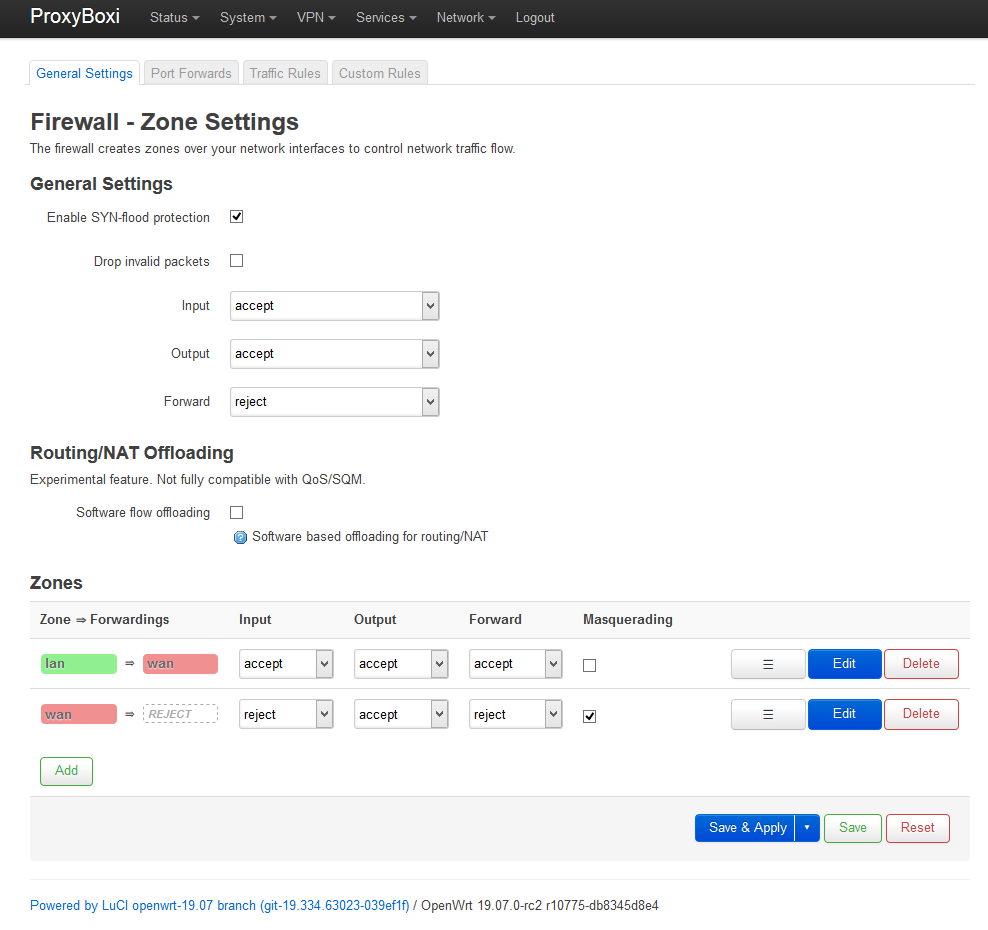 ProxyBoxi Status System VPN Services Network Logout
General Settings Port Forwards Traffic Rules Custom Rules
Firewall - Zone Settings
The firewall creates zones over your network interfaces to control network traffic flow.
General Settings
Enable SYN-flood protection
Drop invalid packets
Input accept
Output accept
Forward reject
Routing/NAT Offloading
Experimental feature. Not fully compatible with QoS/SQM.
Software flow offloading
Software based offloading for routing/NAT
Zones
Zone ⇒ Forwardings Input Output Forward Masquerading
lan ⇒ wan accept accept accept ☰ Edit Delete
wan ⇒ REJECT reject accept reject ☰ Edit Delete
Add
Save & Apply Save Reset
Powered by LuCI openwrt-19.07 branch (git-19.334.63023-039ef1f) / OpenWrt 19.07.0-rc2 r10775-db8345d8e4